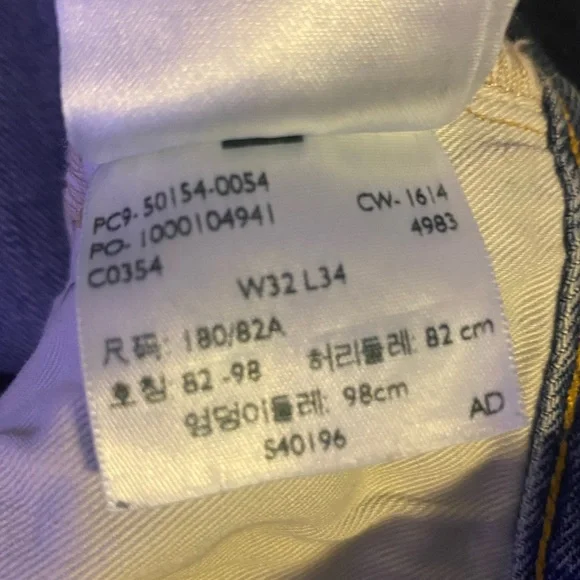 PC9-50154-0054
PO-1000104941 CW-1614
C0354 4983
W32 L34
尺码: 180/82A
호칭 82-98 허리둘레: 82 cm
엉덩이둘레: 98cm
S40196 AD